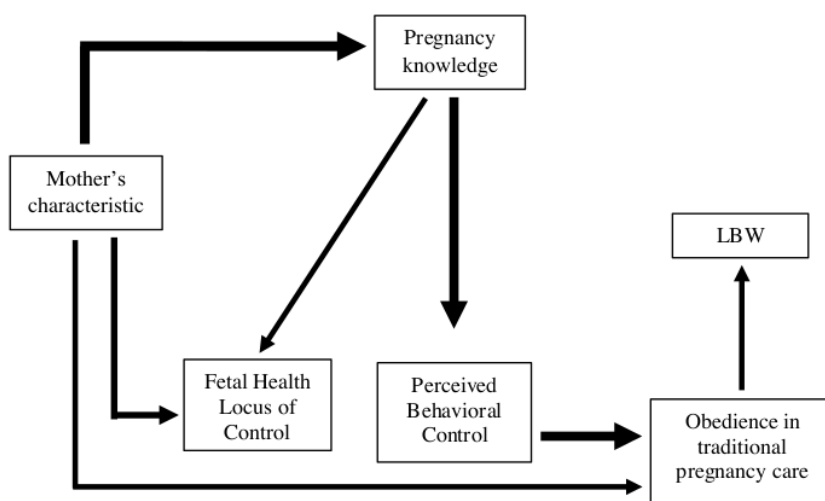 Pregnancy
knowledge
Mother's
characteristic
LBW
Fetal Health
Locus of
Control
Perceived
Behavioral
Control
Obedience in
traditional
pregnancy care